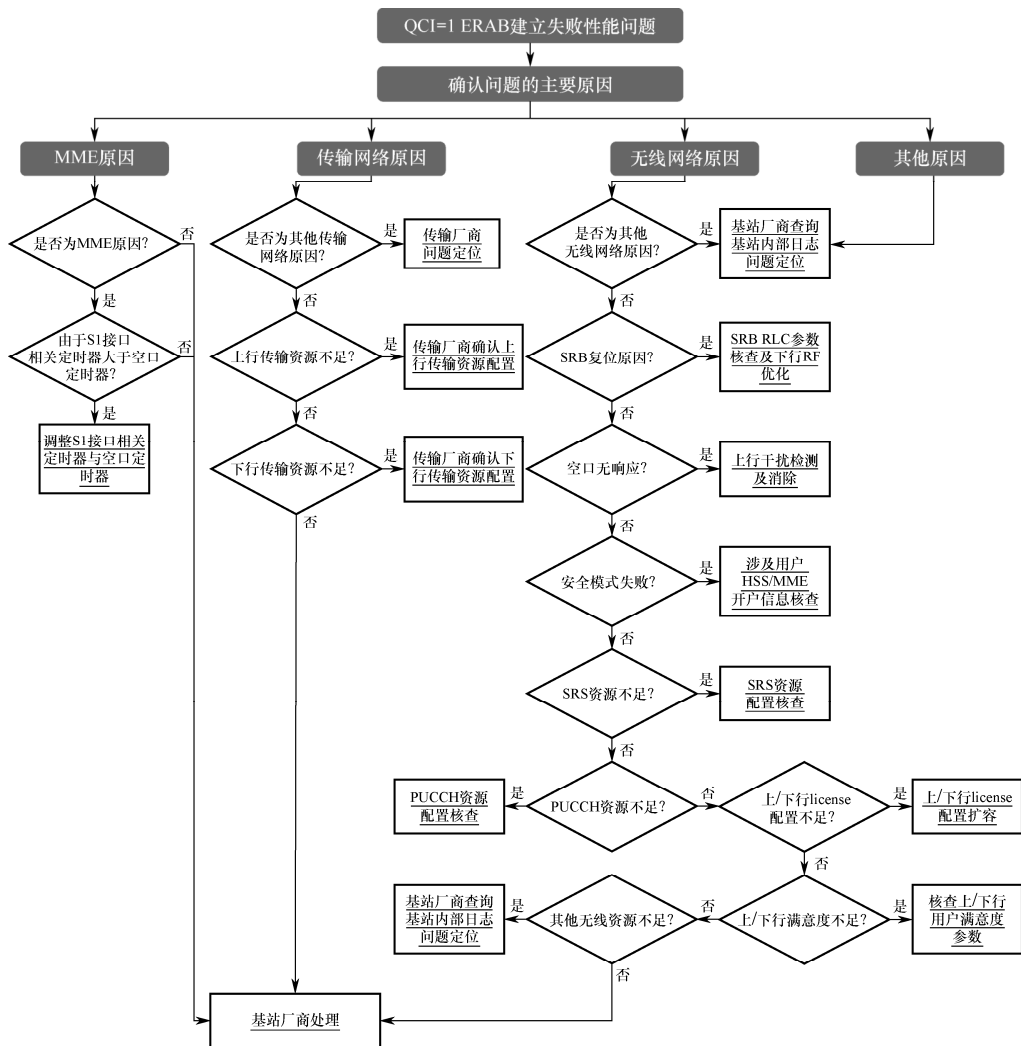 QCI=1 ERAB建立失败性能问题
确认问题的主要原因
MME原因
传输网络原因
无线网络原因
其他原因
是否为MME原因?
否
是
由于S1接口
相关定时器大于空口
定时器?
否
是
调整S1接口相关
定时器与空口定
时器
是否为其他传输
网络原因?
是
传输厂商
问题定位
否
上行传输资源不足?
是
传输厂商确认上
行传输资源配置
否
下行传输资源不足?
是
传输厂商确认下
行传输资源配置
否
是否为其他
无线网络原因?
是
基站厂商查询
基站内部日志
问题定位
否
SRB复位原因?
是
SRB RLC参数
核查及下行RF
优化
否
空口无响应?
是
上行干扰检测
及消除
否
安全模式失败?
是
涉及用户
HSS/MME
开户信息核查
否
SRS资源不足?
是
SRS资源
配置核查
否
PUCCH资源不足?
是
PUCCH资源
配置核查
否
上/下行license
配置不足?
是
上/下行license
配置扩容
否
上/下行满意度不足?
是
核查上/下行
用户满意度
参数
否
其他无线资源不足?
是
基站厂商查询
基站内部日志
问题定位
否
基站厂商处理